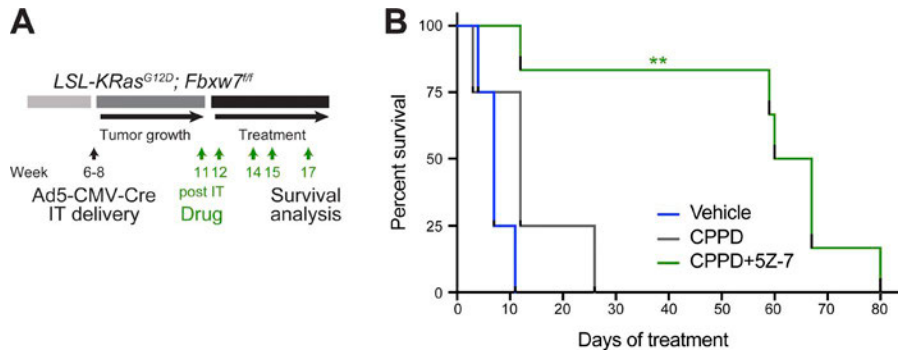 A
LSL-KRasG12D; Fbxw7f/f
Tumor growth
Treatment
Week
6-8
11
12
14
15
17
Ad5-CMV-Cre
IT delivery
post IT
Drug
Survival
analysis
B
Percent survival
100
75
50
25
0
**
Vehicle
CPPD
CPPD+5Z-7
0
10
20
30
40
50
60
70
80
Days of treatment